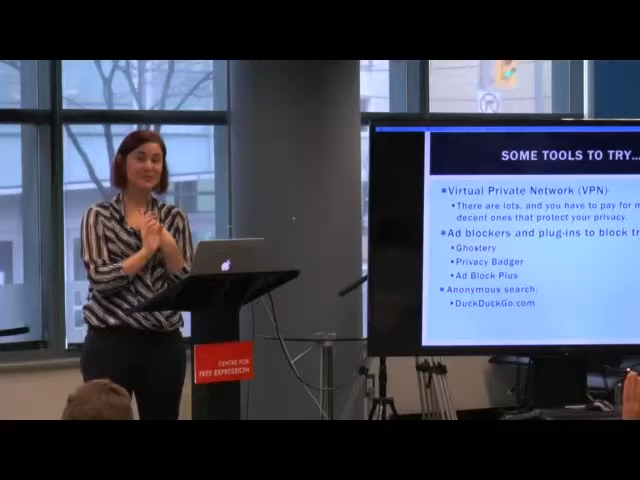 SOME TOOLS TO TRY...
Virtual Private Network (VPN)
There are lots, and you have to pay for
decent ones that protect your privacy.
Ad blockers and plug-ins to block
Ghostery
Privacy Badger
Ad Block Plus
Anonymous search:
DuckDuckGo.com
CENTRE FOR
FREE EXPRESSION